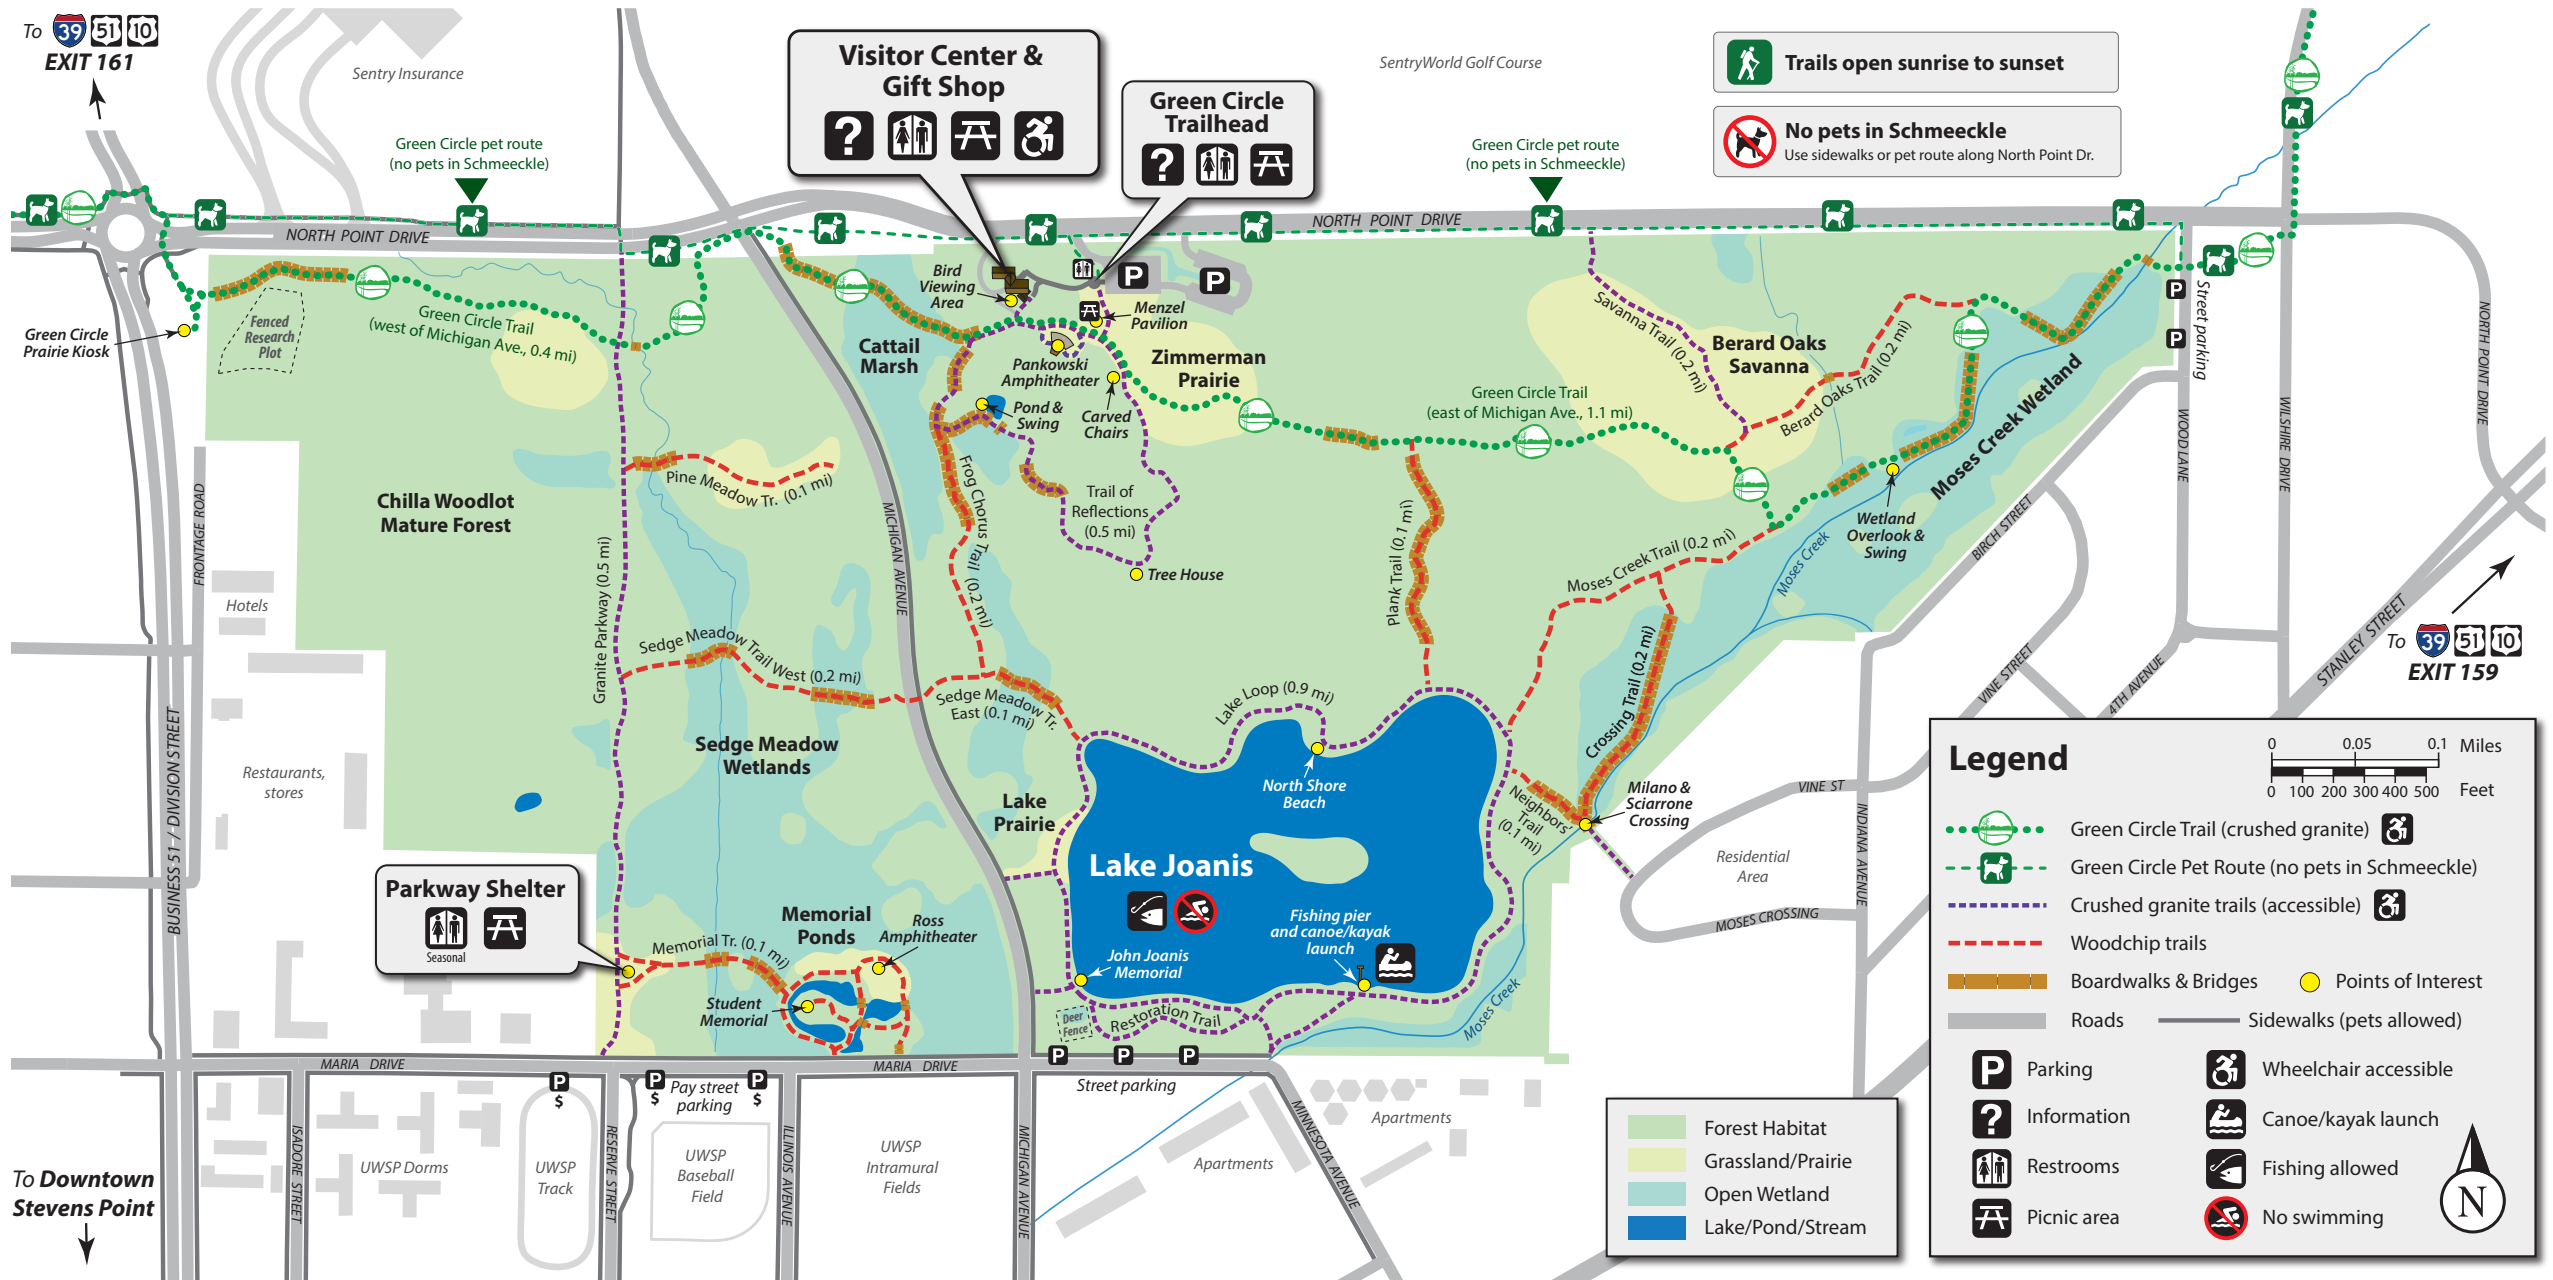 To 39 51 10
EXIT 161
Sentry Insurance
Green Circle pet route
(no pets in Schmeeckle)
Visitor Center &
Gift Shop
?
Green Circle
Trailhead
?
SentryWorld Golf Course
Green Circle pet route
(no pets in Schmeeckle)
Trails open sunrise to sunset
No pets in Schmeeckle
Use sidewalks or pet route along North Point Dr.
NORTH POINT DRIVE
NORTH POINT DRIVE
NORTH POINT DRIVE
Green Circle
Prairie Kiosk
Fenced
Research
Plot
Green Circle Trail
(west of Michigan Ave., 0.4 mi)
Bird
Viewing
Area
P
P
Menzel
Pavilion
Cattail
Marsh
Pankowski
Amphitheater
Zimmerman
Prairie
Pond &
Swing
Carved
Chairs
Savanna Trail (0.2 mi)
Berard Oaks
Savanna
Berard Oaks Trail (0.2 mi)
Green Circle Trail
(east of Michigan Ave., 1.1 mi)
Moses Creek Wetland
P
P
Street parking
WOOD LANE
WILSHIRE DRIVE
Chilla Woodlot
Mature Forest
Pine Meadow Tr. (0.1 mi)
FRONTAGE ROAD
Granite Parkway (0.5 mi)
MICHIGAN AVENUE
Frog Chorus Trail (0.2 mi)
Trail of
Reflections
(0.5 mi)
Tree House
Plank Trail (0.1 mi)
Moses Creek Trail (0.2 mi)
Wetland
Overlook &
Swing
Moses Creek
BIRCH STREET
Hotels
Sedge Meadow Trail West (0.2 mi)
Sedge Meadow Tr.
East (0.1 mi)
Lake Loop (0.9 mi)
Crossing Trail (0.2 mi)
VINE STREET
4TH AVENUE
STANLEY STREET
To 39 51 10
EXIT 159
Restaurants,
stores
BUSINESS 51 / DIVISION STREET
Sedge Meadow
Wetlands
Lake
Prairie
North Shore
Beach
Neighbors'
Trail
(0.1 mi)
Milano &
Sciarrone
Crossing
VINE ST
INDIANA AVENUE
Residential
Area
MOSES CROSSING
Lake Joanis
Parkway Shelter
Seasonal
Memorial Tr. (0.1 mi)
Memorial
Ponds
Ross
Amphitheater
Student
Memorial
John Joanis
Memorial
Fishing pier
and canoe/kayak
launch
Deer
Fence
Restoration Trail
Moses Creek
MARIA DRIVE
MARIA DRIVE
P
P
P
Street parking
P
$
P
$
P
$
Pay street
parking
ISADORE STREET
UWSP Dorms
UWSP
Track
RESERVE STREET
UWSP
Baseball
Field
ILLINOIS AVENUE
UWSP
Intramural
Fields
MICHIGAN AVENUE
Apartments
MINNESOTA AVENUE
Apartments
To Downtown
Stevens Point
Forest Habitat
Grassland/Prairie
Open Wetland
Lake/Pond/Stream
Legend
0 0.05 0.1 Miles
0 100 200 300 400 500 Feet
Green Circle Trail (crushed granite)
Green Circle Pet Route (no pets in Schmeeckle)
Crushed granite trails (accessible)
Woodchip trails
Boardwalks & Bridges
Points of Interest
Roads
Sidewalks (pets allowed)
P Parking
Wheelchair accessible
? Information
Canoe/kayak launch
Restrooms
Fishing allowed
Picnic area
No swimming
N